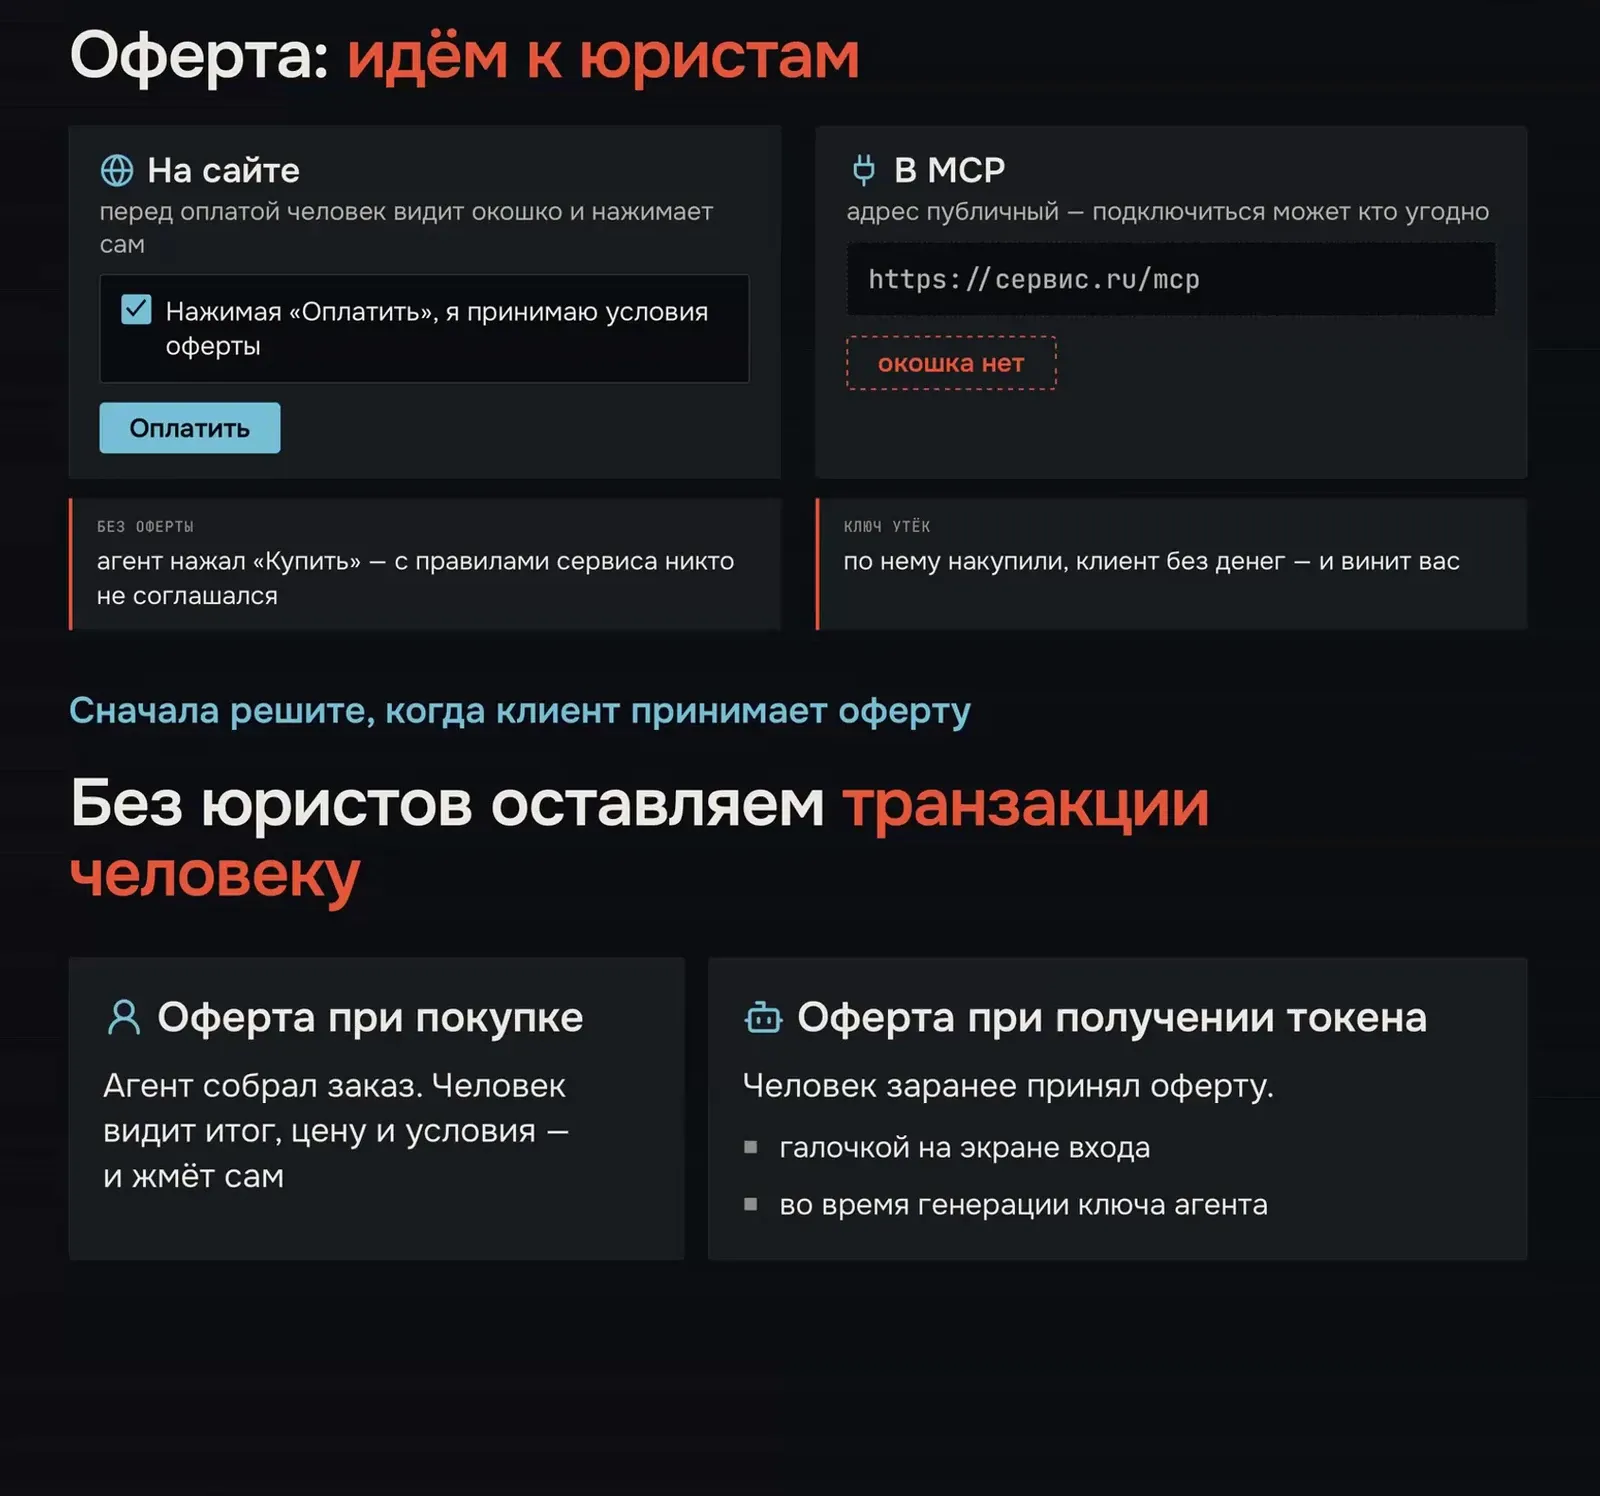 Оферта: идём к юристам
На сайте
перед оплатой человек видит окошко и нажимает
сам
Нажимая «Оплатить», я принимаю условия
оферты
Оплатить
В MCP
адрес публичный — подключиться может кто угодно
https://сервис.ru/mcp
окошка нет
БЕЗ ОФЕРТЫ
агент нажал «Купить» — с правилами сервиса никто
не соглашался
КЛЮЧ УТЁК
по нему накупили, клиент без денег — и винит вас
Сначала решите, когда клиент принимает оферту
Без юристов оставляем транзакции
человеку
Оферта при покупке
Агент собрал заказ. Человек
видит итог, цену и условия —
и жмёт сам
Оферта при получении токена
Человек заранее принял оферту.
галочкой на экране входа
во время генерации ключа агента